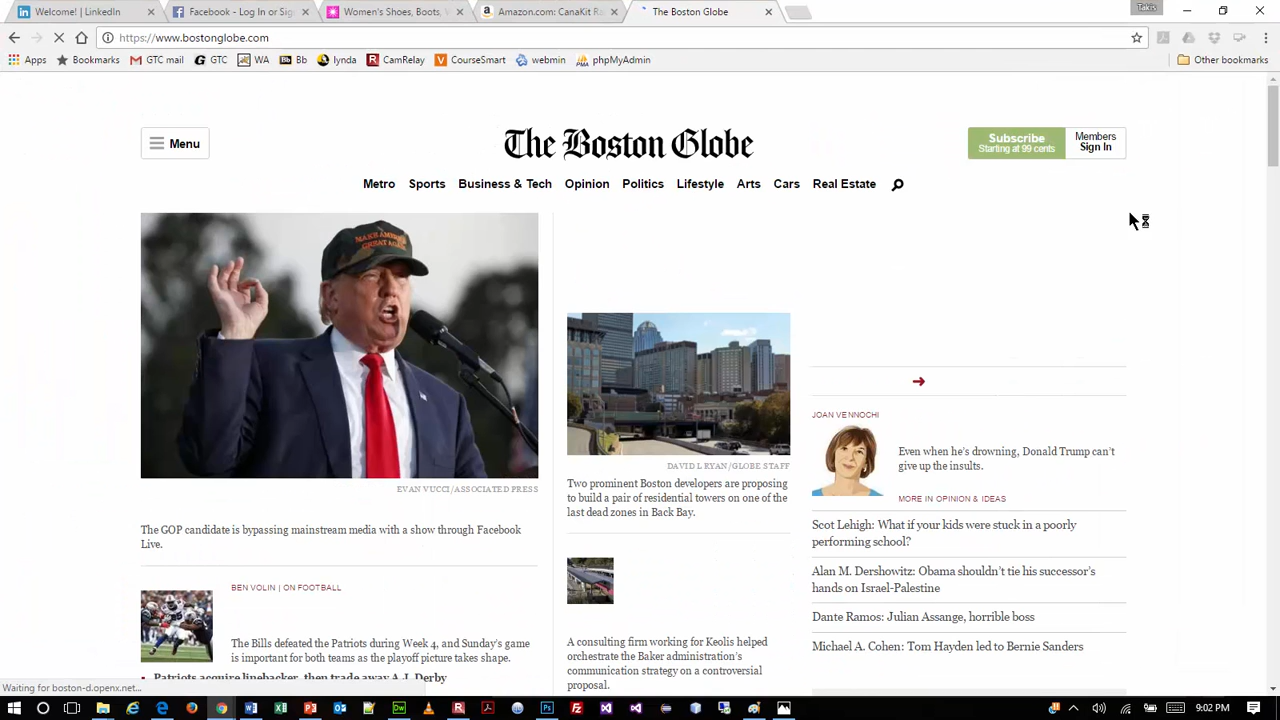 Welcome! | LinkedIn
Facebook - Log In or Sig
Women's Shoes, Boots,
Amazon.com: CanaKit Ra
The Boston Globe
Takis
https://www.bostonglobe.com
Apps
Bookmarks
GTC mail
GTC
WA
Bb
lynda
CamRelay
CourseSmart
webmin
phpMyAdmin
Other bookmarks
Menu
The Boston Globe
Subscribe
Starting at 99 cents
Members
Sign In
Metro
Sports
Business & Tech
Opinion
Politics
Lifestyle
Arts
Cars
Real Estate
MAKE AMERICA
GREAT AGAIN
EVAN VUCCI/ASSOCIATED PRESS
The GOP candidate is bypassing mainstream media with a show through Facebook
Live.
BEN VOLIN | ON FOOTBALL
The Bills defeated the Patriots during Week 4, and Sunday's game
is important for both teams as the playoff picture takes shape.
Patriots acquire linebacker, then trade away A.J. Derby
DAVID L RYAN/GLOBE STAFF
Two prominent Boston developers are proposing
to build a pair of residential towers on one of the
last dead zones in Back Bay.
A consulting firm working for Keolis helped
orchestrate the Baker administration's
communication strategy on a controversial
proposal.
JOAN VENNOCHI
Even when he's drowning, Donald Trump can't
give up the insults.
MORE IN OPINION & IDEAS
Scot Lehigh: What if your kids were stuck in a poorly
performing school?
Alan M. Dershowitz: Obama shouldn't tie his successor's
hands on Israel-Palestine
Dante Ramos: Julian Assange, horrible boss
Michael A. Cohen: Tom Hayden led to Bernie Sanders
Waiting for boston-d.openx.net...
9:02 PM